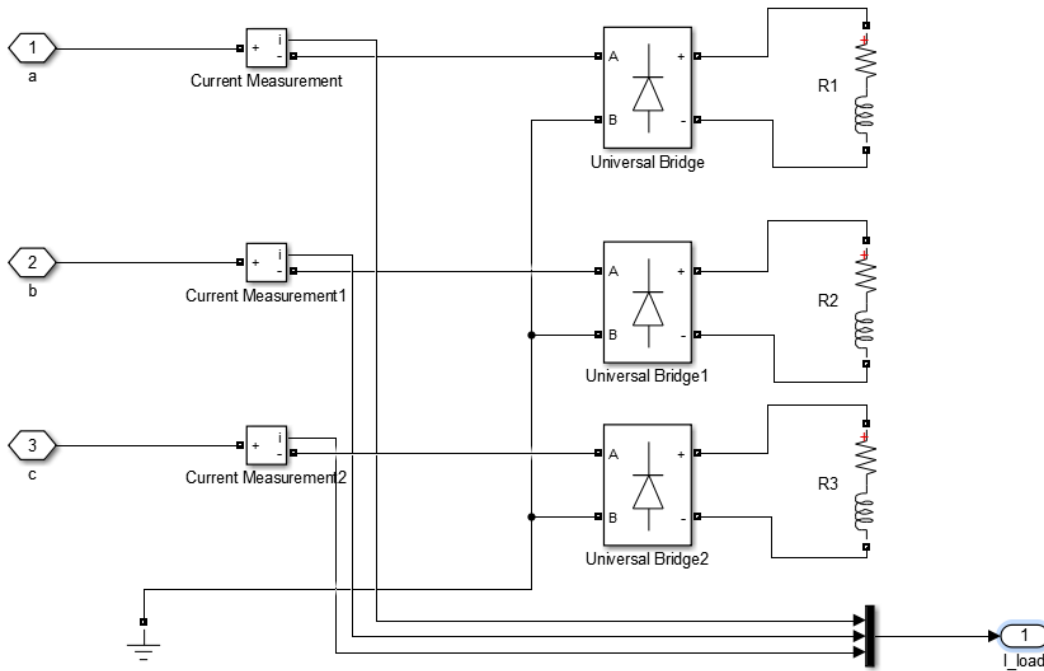 1
a
+
i
-
Current Measurement
A
B
+
-
Universal Bridge
+
R1
2
b
+
i
-
Current Measurement1
A
B
+
-
Universal Bridge1
+
R2
3
c
+
i
-
Current Measurement2
A
B
+
-
Universal Bridge2
+
R3
1
I_load